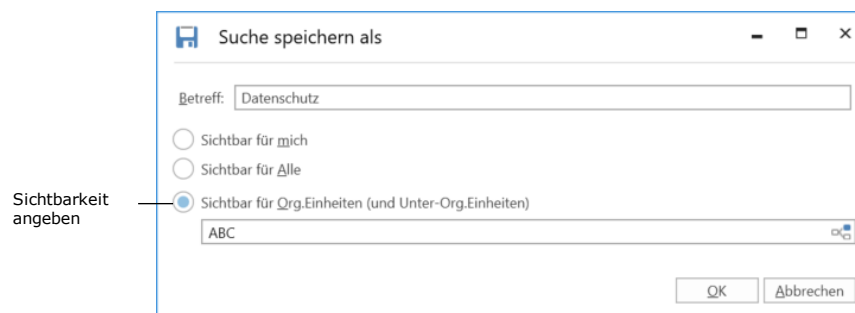 Suche speichern als
Betreff: Datenschutz
Sichtbar für mich
Sichtbar für Alle
Sichtbarkeit
angeben
Sichtbar für Org.Einheiten (und Unter-Org.Einheiten)
ABC
OK Abbrechen